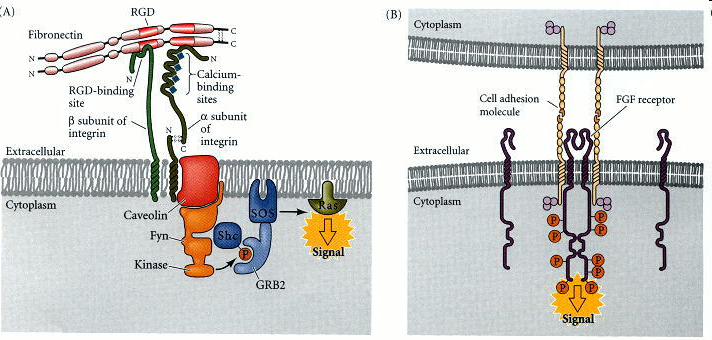 (A)
RGD
Fibronectin
C
C
N
N
N
N
RGD-binding
site
Calcium-
binding
sites
β subunit of
integrin
α subunit
of
integrin
N
C
Extracellular
Cytoplasm
Caveolin
Fyn
Kinase
Shc
P
SOS
GRB2
Ras
Signal
(B)
Cytoplasm
Cell adhesion
molecule
FGF receptor
Extracellular
Cytoplasm
P
P
P
P
P
P
P
P
P
Signal